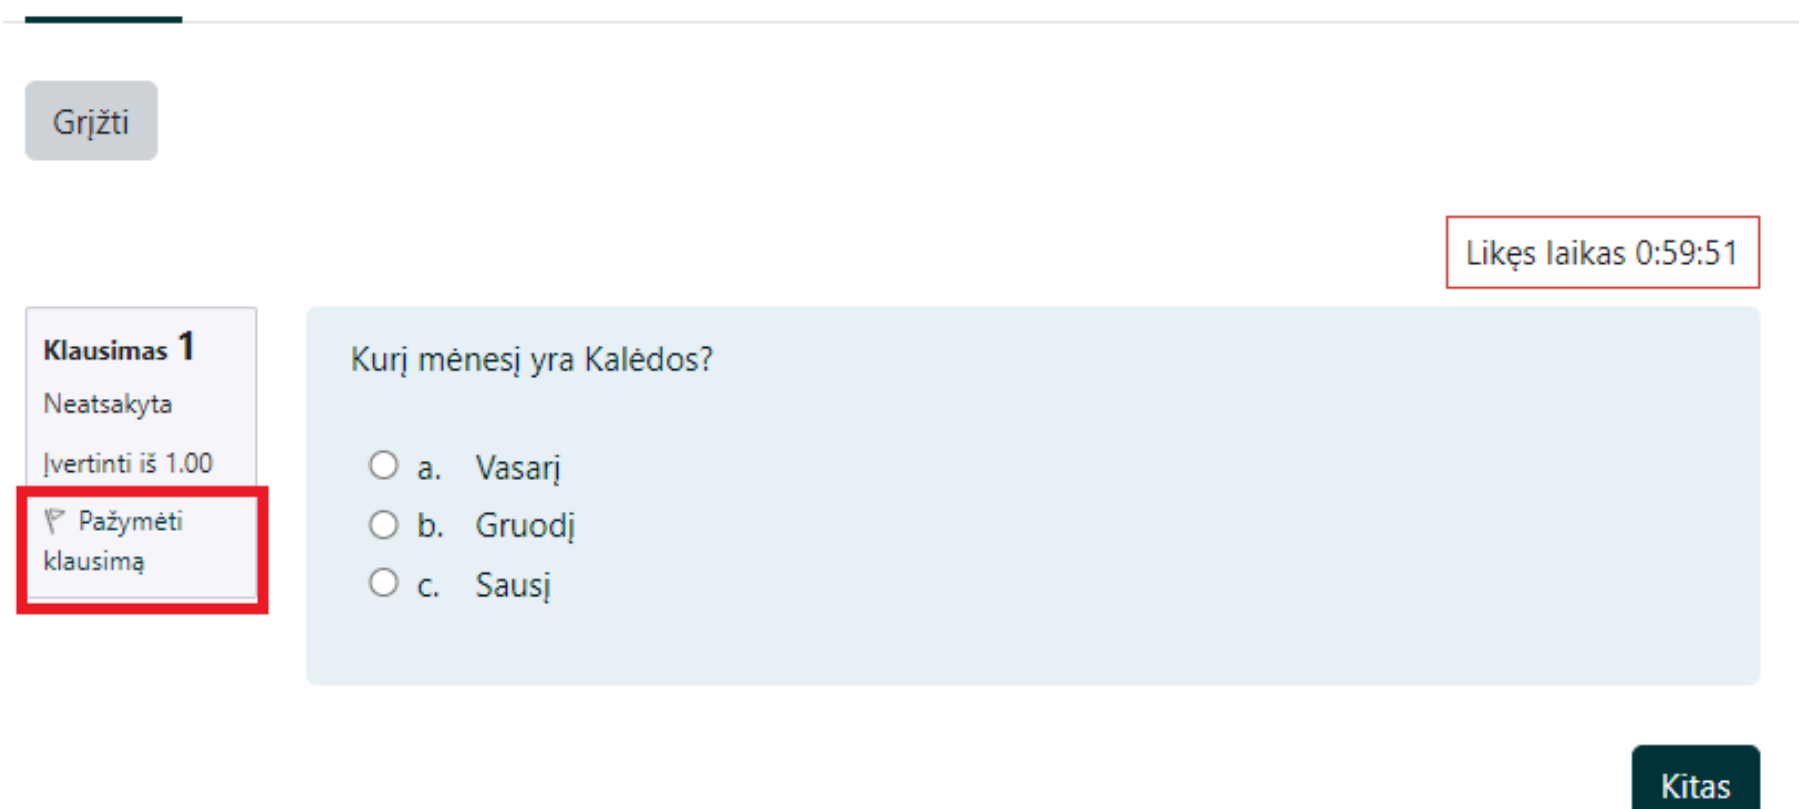 Grįžti
Likęs laikas 0:59:51
Klausimas 1
Neatsakyta
Įvertinti iš 1.00
Pažymėti
klausimą
Kurį mėnesį yra Kalėdos?
a. Vasarį
b. Gruodį
c. Sausį
Kitas